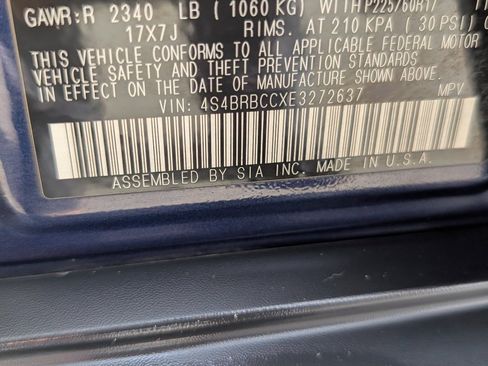 GAWR:R 2340 LB (1060 KG) WITH P225/60R17
17X7J RIMS. AT 210 KPA (30 PSI)
THIS VEHICLE CONFORMS TO ALL APPLICABLE FEDERAL MOTOR
VEHICLE SAFETY AND THEFT PREVENTION STANDARDS
IN EFFECT ON THE DATE OF MANUFACTURE SHOWN ABOVE.
VIN: 4S4BRBCCXE3272637 MPV
ASSEMBLED BY SIA INC. MADE IN U.S.A.